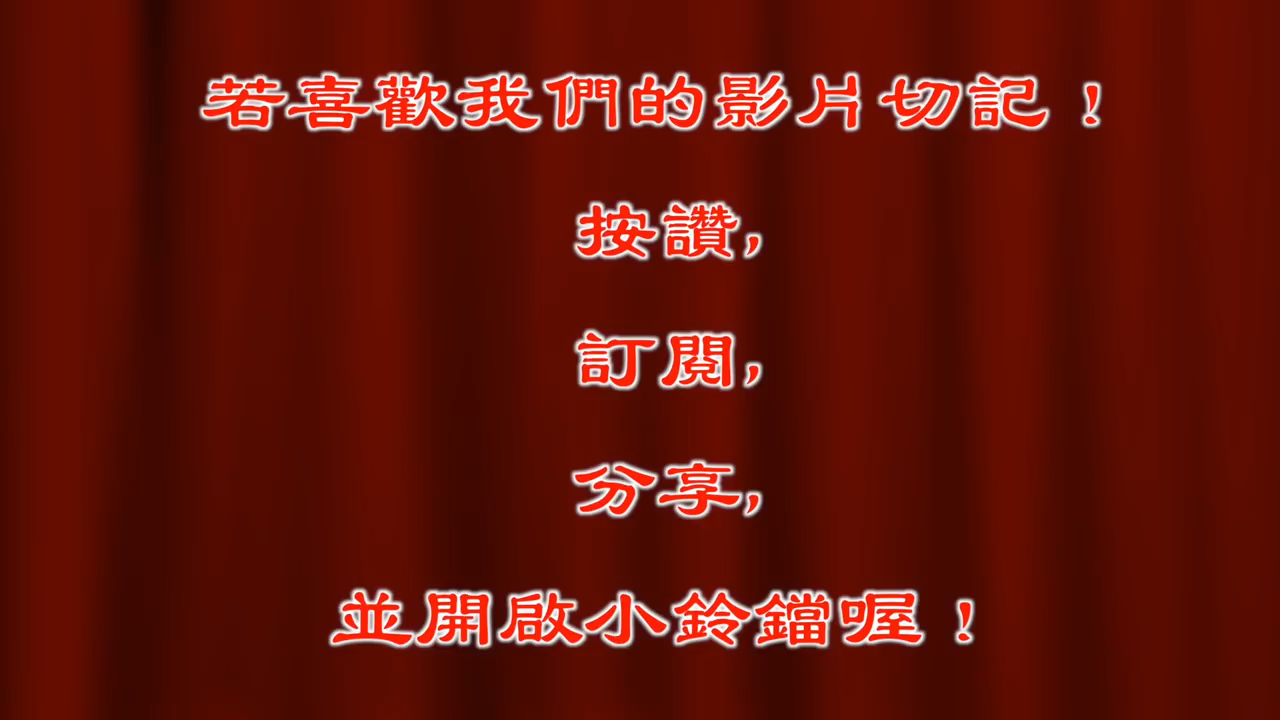 若喜歡我們的影片切記！
按讚,
訂閱,
分享,
並開啟小鈴鐺喔！